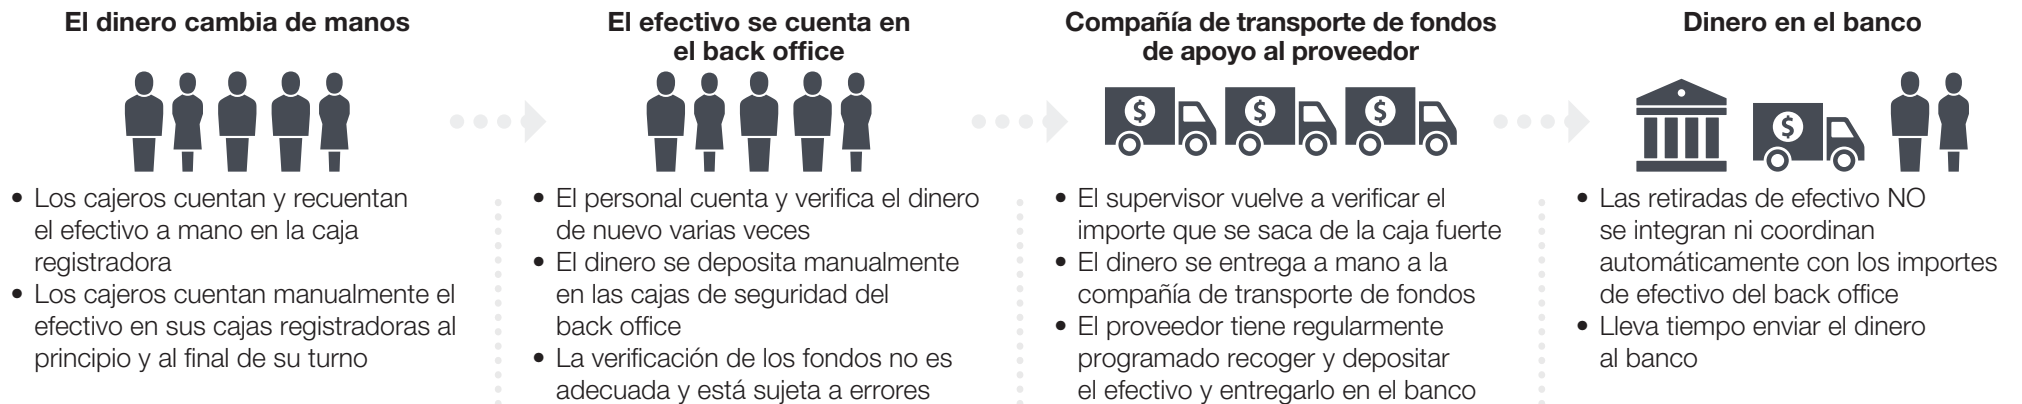 El dinero cambia de manos
• Los cajeros cuentan y recuentan
el efectivo a mano en la caja
registradora
• Los cajeros cuentan manualmente el
efectivo en sus cajas registradoras al
principio y al final de su turno
El efectivo se cuenta en
el back office
• El personal cuenta y verifica el dinero
de nuevo varias veces
• El dinero se deposita manualmente
en las cajas de seguridad del
back office
• La verificación de los fondos no es
adecuada y está sujeta a errores
Compañía de transporte de fondos
de apoyo al proveedor
$ $ $
• El supervisor vuelve a verificar el
importe que se saca de la caja fuerte
• El dinero se entrega a mano a la
compañía de transporte de fondos
• El proveedor tiene regularmente
programado recoger y depositar
el efectivo y entregarlo en el banco
Dinero en el banco
$
• Las retiradas de efectivo NO
se integran ni coordinan
automáticamente con los importes
de efectivo del back office
• Lleva tiempo enviar el dinero
al banco